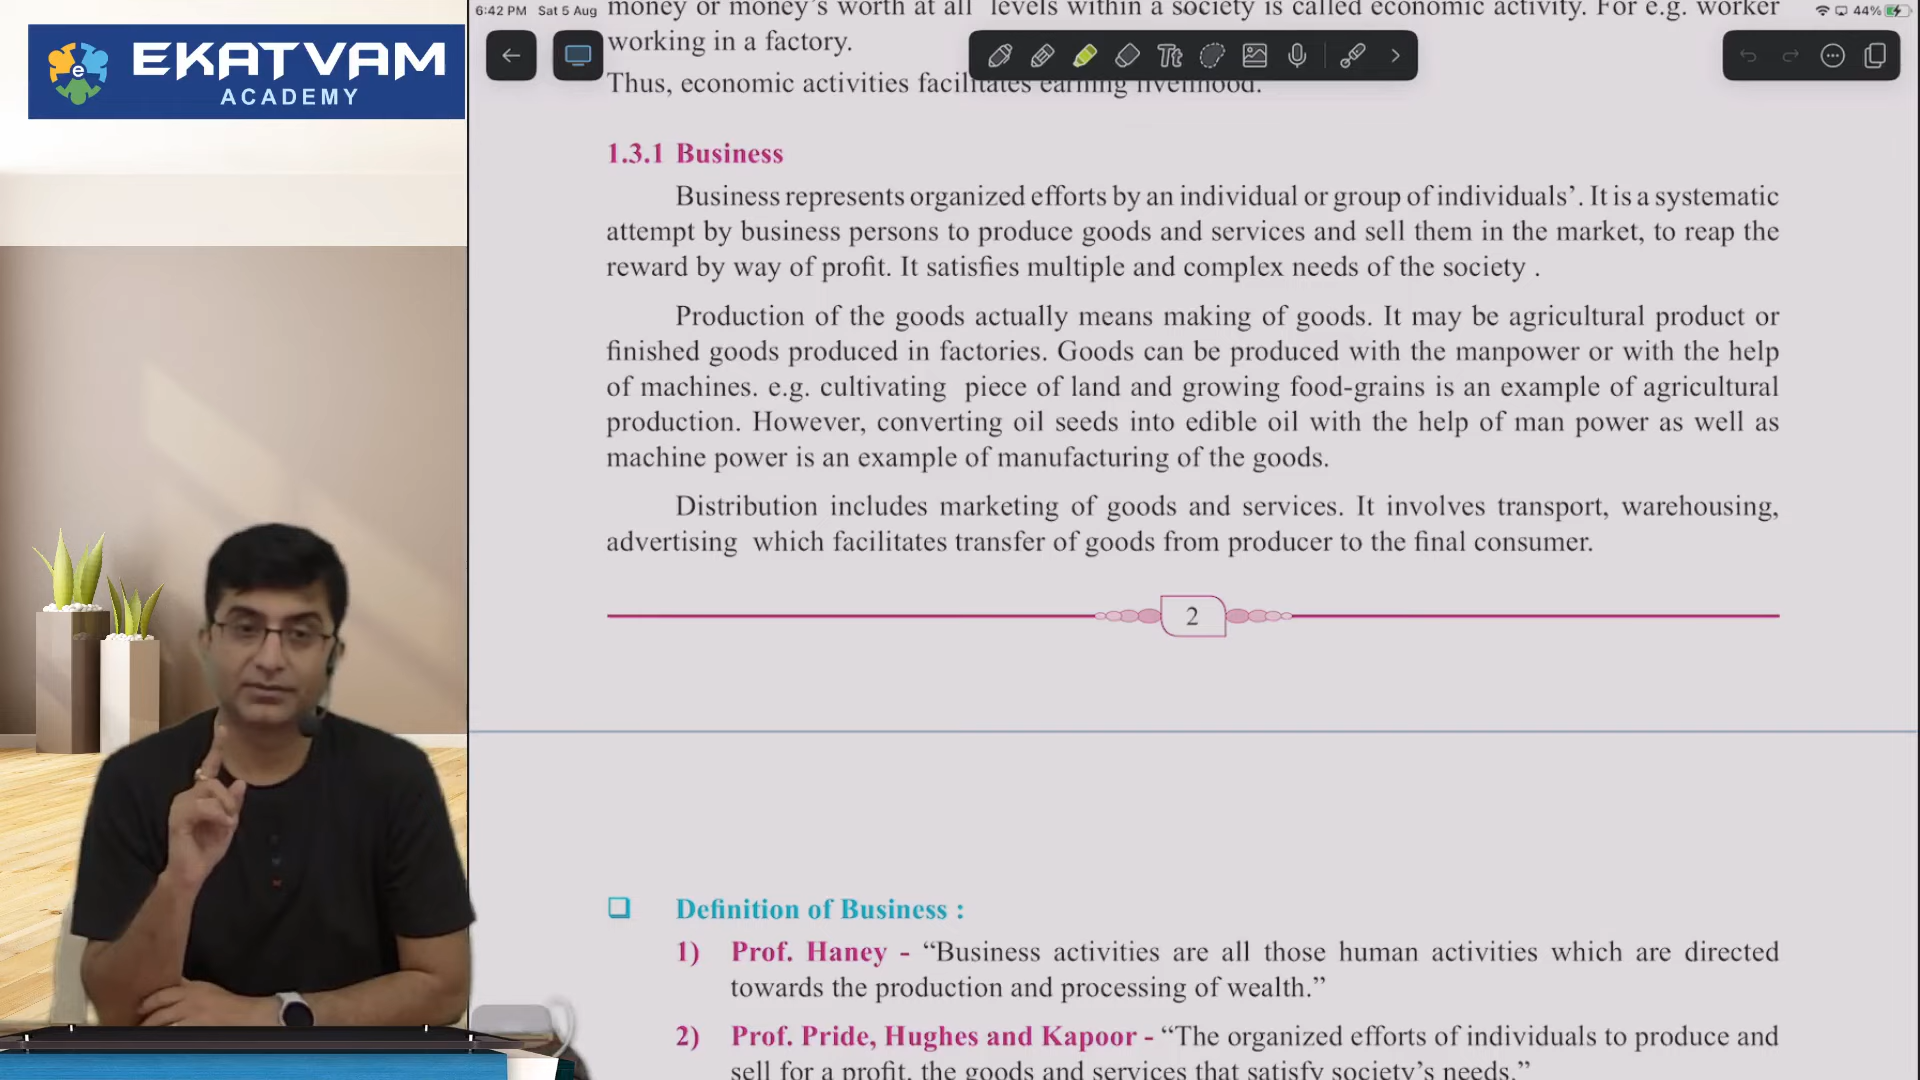 EKATVAM
ACADEMY
6:42 PM Sat 5 Aug
44%
money or money's worth at all levels within a society is called economic activity. For e.g. worker
working in a factory.
Tt
Thus, economic activities facilitates earning livelihood.
1.3.1 Business
Business represents organized efforts by an individual or group of individuals’. It is a systematic
attempt by business persons to produce goods and services and sell them in the market, to reap the
reward by way of profit. It satisfies multiple and complex needs of the society .
Production of the goods actually means making of goods. It may be agricultural product or
finished goods produced in factories. Goods can be produced with the manpower or with the help
of machines. e.g. cultivating piece of land and growing food-grains is an example of agricultural
production. However, converting oil seeds into edible oil with the help of man power as well as
machine power is an example of manufacturing of the goods.
Distribution includes marketing of goods and services. It involves transport, warehousing,
advertising which facilitates transfer of goods from producer to the final consumer.
2
Definition of Business :
1) Prof. Haney - “Business activities are all those human activities which are directed
towards the production and processing of wealth.”
2) Prof. Pride, Hughes and Kapoor - “The organized efforts of individuals to produce and
sell for a profit, the goods and services that satisfy society’s needs.”